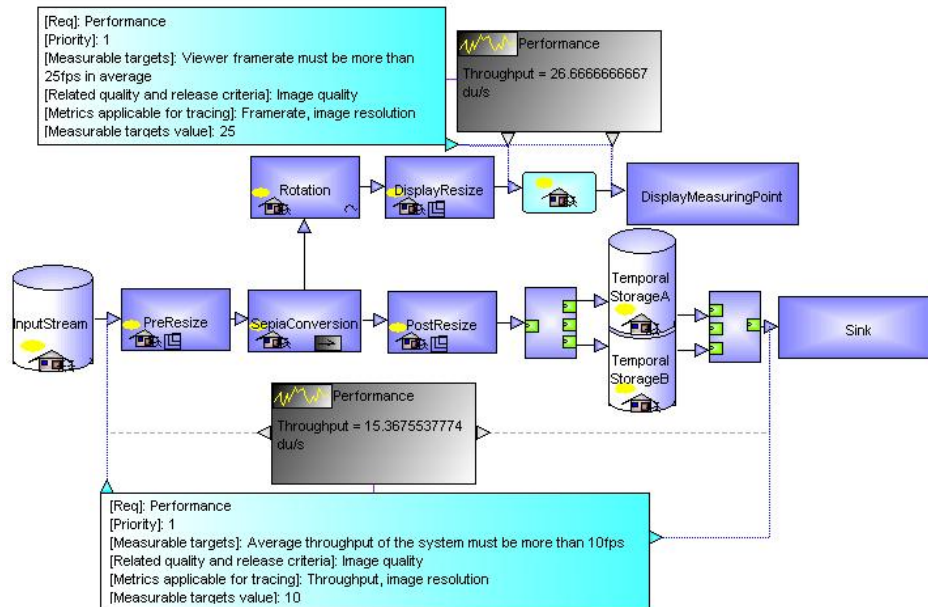 [Req]: Performance
[Priority]: 1
[Measurable targets]: Viewer framerate must be more than
25fps in average
[Related quality and release criteria]: Image quality
[Metrics applicable for tracing]: Framerate, image resolution
[Measurable targets value]: 25
Performance
Throughput = 26.6666666667
du/s
Rotation
DisplayResize
DisplayMeasuringPoint
InputStream
PreResize
SepiaConversion
PostResize
Temporal
StorageA
Temporal
StorageB
Sink
Performance
Throughput = 15.3675537774
du/s
[Req]: Performance
[Priority]: 1
[Measurable targets]: Average throughput of the system must be more than 10fps
[Related quality and release criteria]: Image quality
[Metrics applicable for tracing]: Throughput, image resolution
[Measurable targets value]: 10